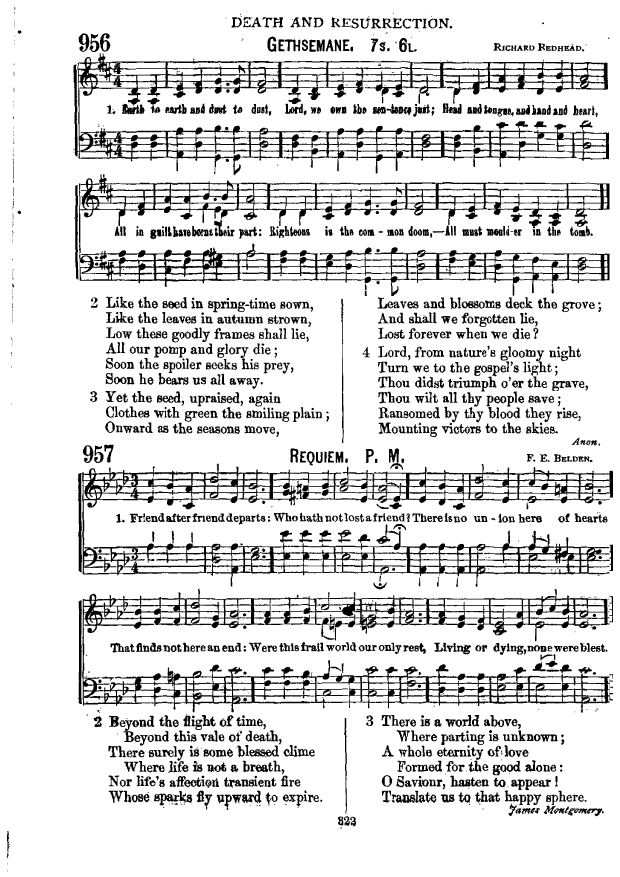 DEATH AND RESURRECTION.
956 GETHSEMANE. 7s. 6L. RICHARD REDHEAD.
1. Earth to earth and dust to dust, Lord, we own the sen-tence just; Head and tongue, and hand and heart,
All in guilt have borne their part: Righteous is the com-mon doom,—All must mould-er in the tomb.
2 Like the seed in spring-time sown,
Like the leaves in autumn strown,
Low these goodly frames shall lie,
All our pomp and glory die;
Soon the spoiler seeks his prey,
Soon he bears us all away.
3 Yet the seed, upraised, again
Clothes with green the smiling plain;
Onward as the seasons move,
Leaves and blossoms deck the grove;
And shall we forgotten lie,
Lost forever when we die?
4 Lord, from nature's gloomy night
Turn we to the gospel's light;
Thou didst triumph o'er the grave,
Thou wilt all thy people save;
Ransomed by thy blood they rise,
Mounting victors to the skies.
Anon.
957 REQUIEM. P. M. F. E. BELDEN.
1. Friend after friend departs: Who hath not lost a friend? There is no un-ion here of hearts
That finds not here an end: Were this frail world our only rest, Living or dying, none were blest.
2 Beyond the flight of time,
Beyond this vale of death,
There surely is some blessed clime
Where life is not a breath,
Nor life's affection transient fire
Whose sparks fly upward to expire.
3 There is a world above,
Where parting is unknown;
A whole eternity of love
Formed for the good alone:
O Saviour, hasten to appear!
Translate us to that happy sphere.
James Montgomery.
322